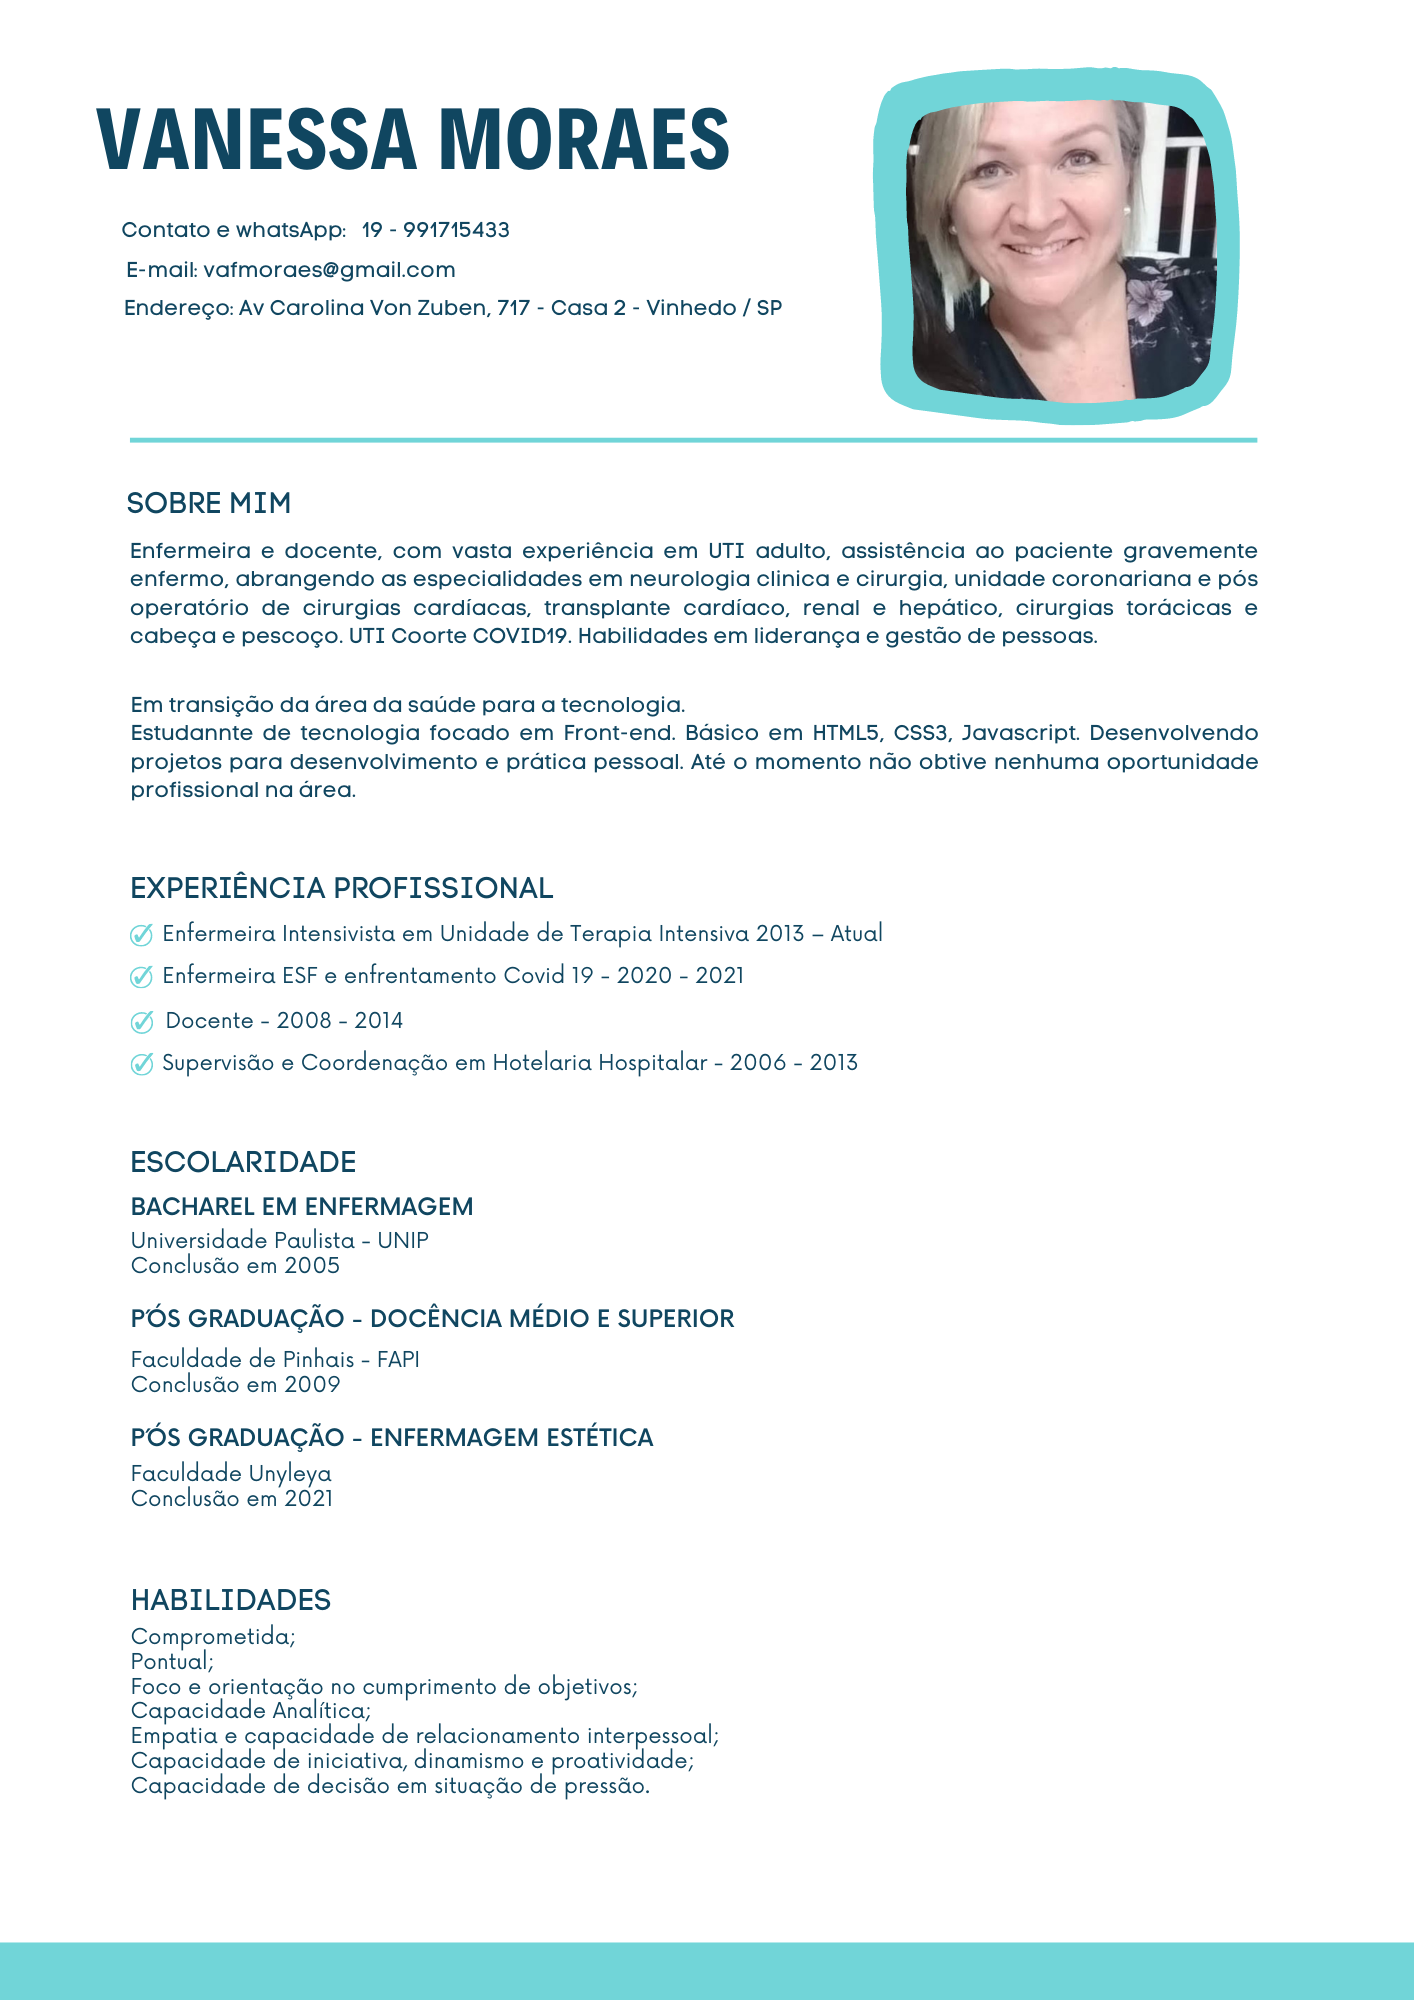 VANESSA MORAES
Contato e whatsApp: 19 - 991715433
E-mail: vafmoraes@gmail.com
Endereço: Av Carolina Von Zuben, 717 - Casa 2 - Vinhedo / SP
SOBRE MIM
Enfermeira e docente, com vasta experiência em UTI adulto, assistência ao paciente gravemente
enfermo, abrangendo as especialidades em neurologia clinica e cirurgia, unidade coronariana e pós
operatório de cirurgias cardíacas, transplante cardíaco, renal e hepático, cirurgias torácicas e
cabeça e pescoço. UTI Coorte COVID19. Habilidades em liderança e gestão de pessoas.
Em transição da área da saúde para a tecnologia.
Estudannte de tecnologia focado em Front-end. Básico em HTML5, CSS3, Javascript. Desenvolvendo
projetos para desenvolvimento e prática pessoal. Até o momento não obtive nenhuma oportunidade
profissional na área.
EXPERIÊNCIA PROFISSIONAL
Enfermeira Intensivista em Unidade de Terapia Intensiva 2013 – Atual
Enfermeira ESF e enfrentamento Covid 19 - 2020 - 2021
Docente - 2008 - 2014
Supervisão e Coordenação em Hotelaria Hospitalar - 2006 - 2013
ESCOLARIDADE
BACHAREL EM ENFERMAGEM
Universidade Paulista - UNIP
Conclusão em 2005
P´ÓS GRADUAÇÃO - DOCÊNCIA MÉDIO E SUPERIOR
Faculdade de Pinhais - FAPI
Conclusão em 2009
P´ÓS GRADUAÇÃO - ENFERMAGEM ESTÉTICA
Faculdade Unyleya
Conclusão em 2021
HABILIDADES
Comprometida;
Pontual;
Foco e orientação no cumprimento de objetivos;
Capacidade Analítica;
Empatia e capacidade de relacionamento interpessoal;
Capacidade de iniciativa, dinamismo e proatividade;
Capacidade de decisão em situação de pressão.